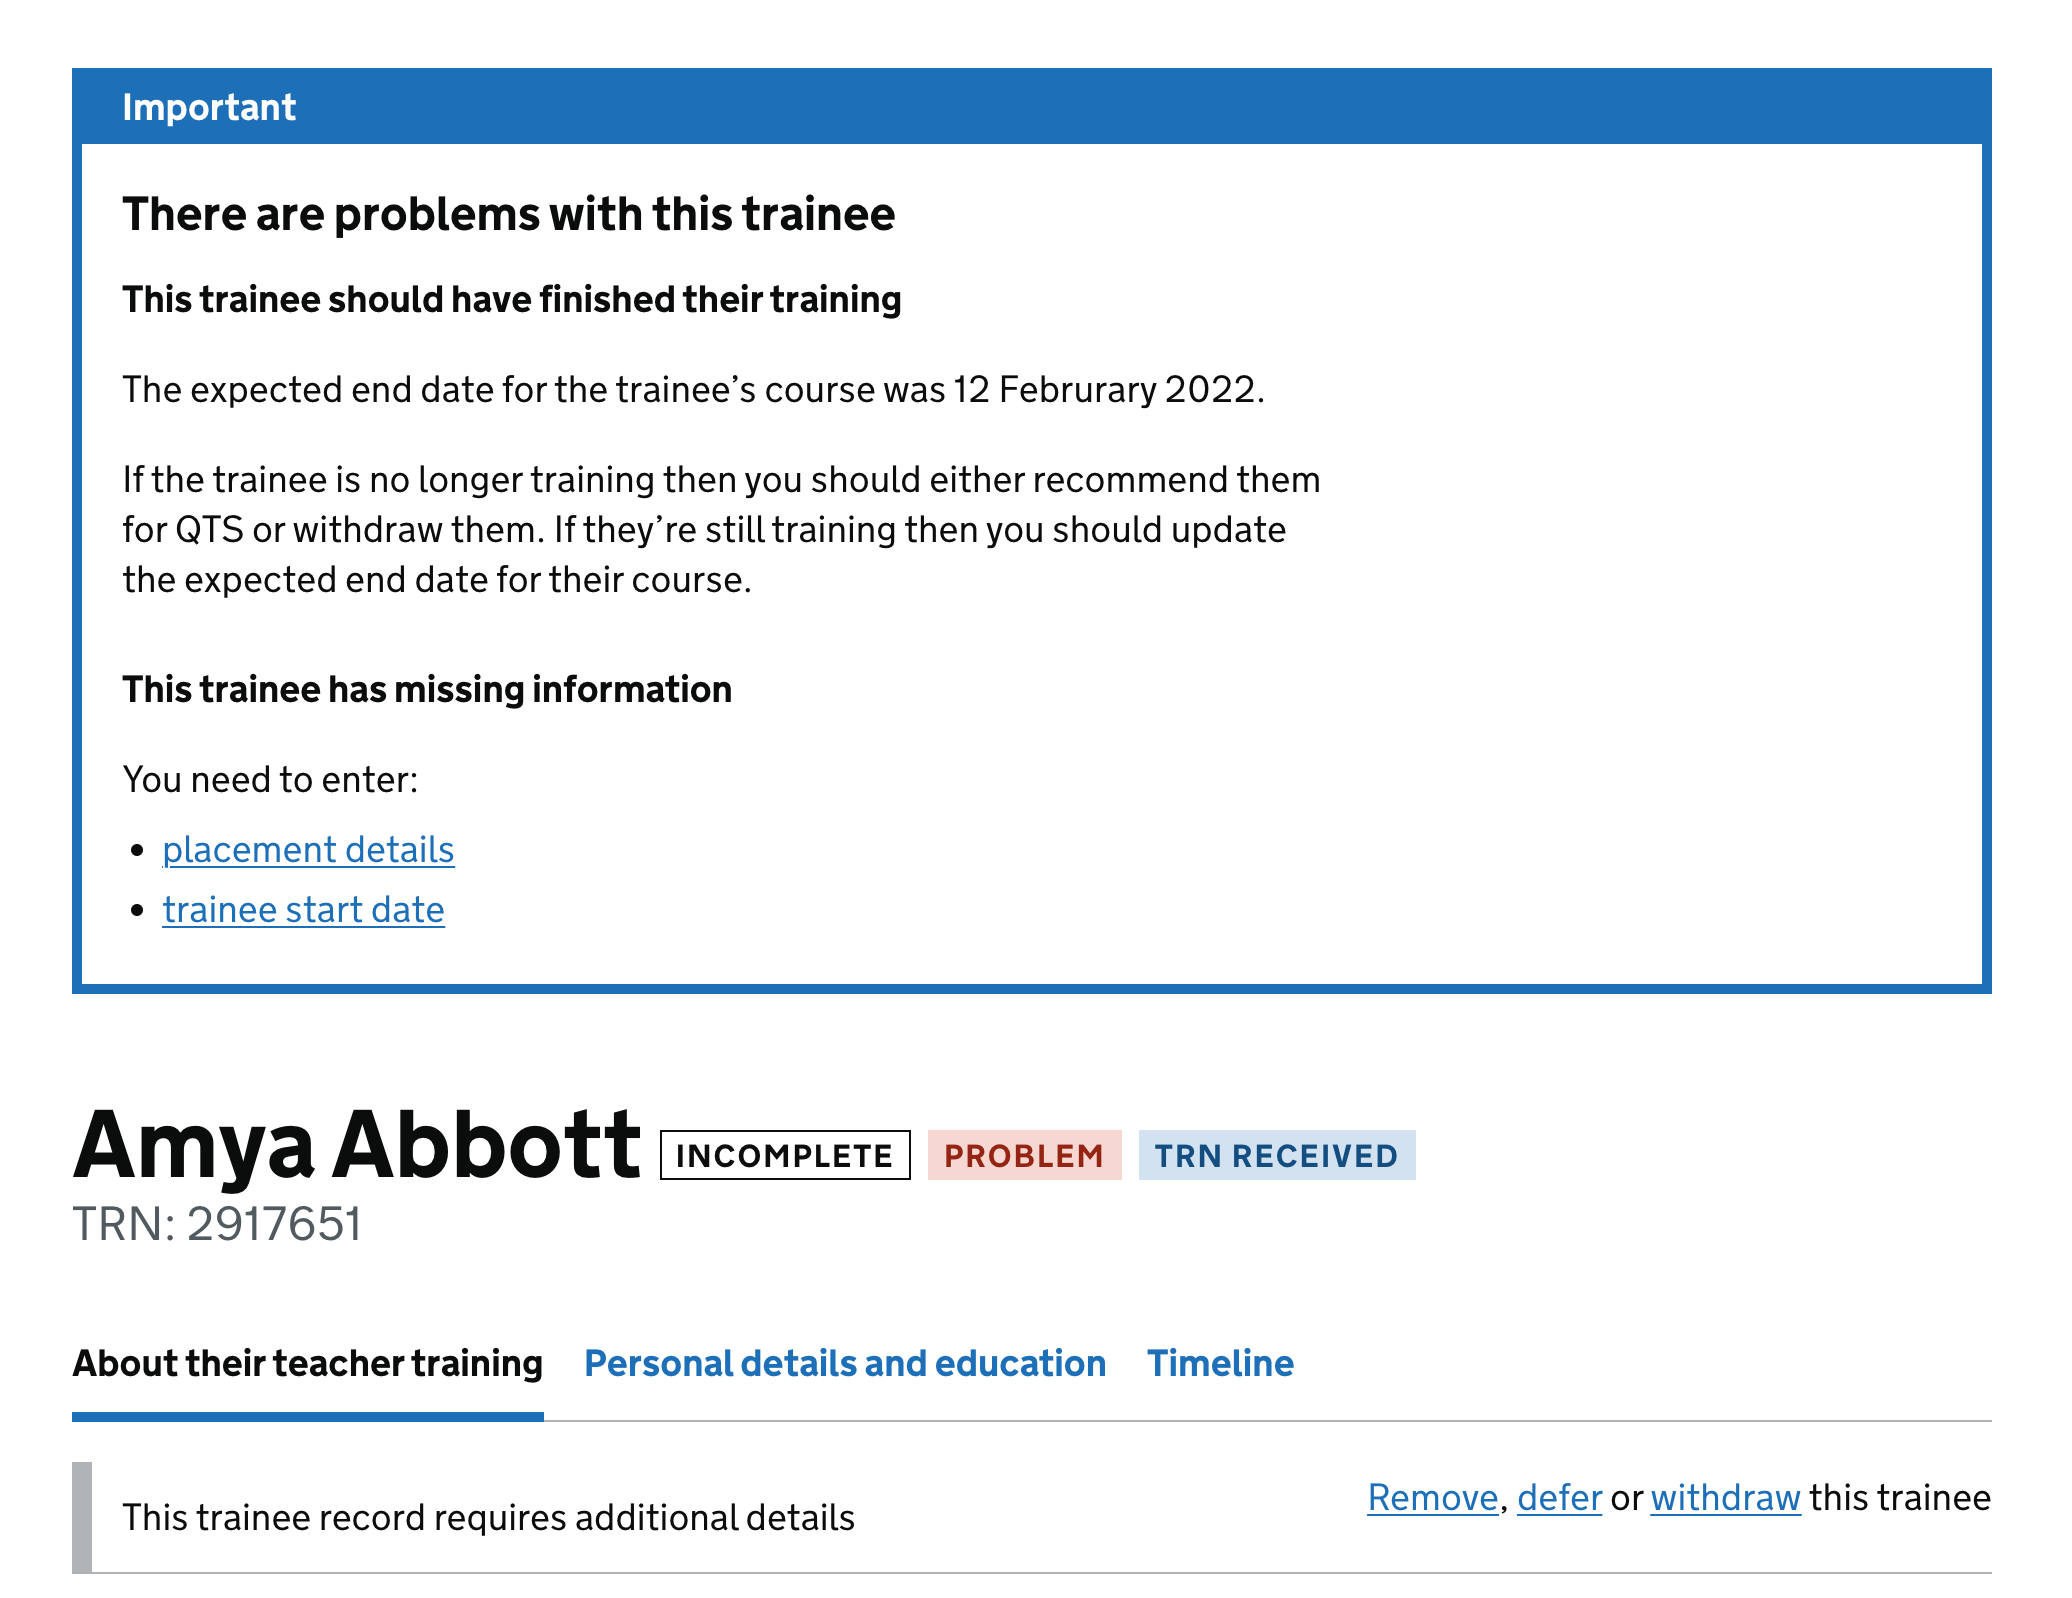 Important
There are problems with this trainee
This trainee should have finished their training
The expected end date for the trainee’s course was 12 Februrary 2022.
If the trainee is no longer training then you should either recommend them
for QTS or withdraw them. If they’re still training then you should update
the expected end date for their course.
This trainee has missing information
You need to enter:
• placement details
• trainee start date
Amya Abbott INCOMPLETE PROBLEM TRN RECEIVED
TRN: 2917651
About their teacher training Personal details and education Timeline
This trainee record requires additional details
Remove, defer or withdraw this trainee